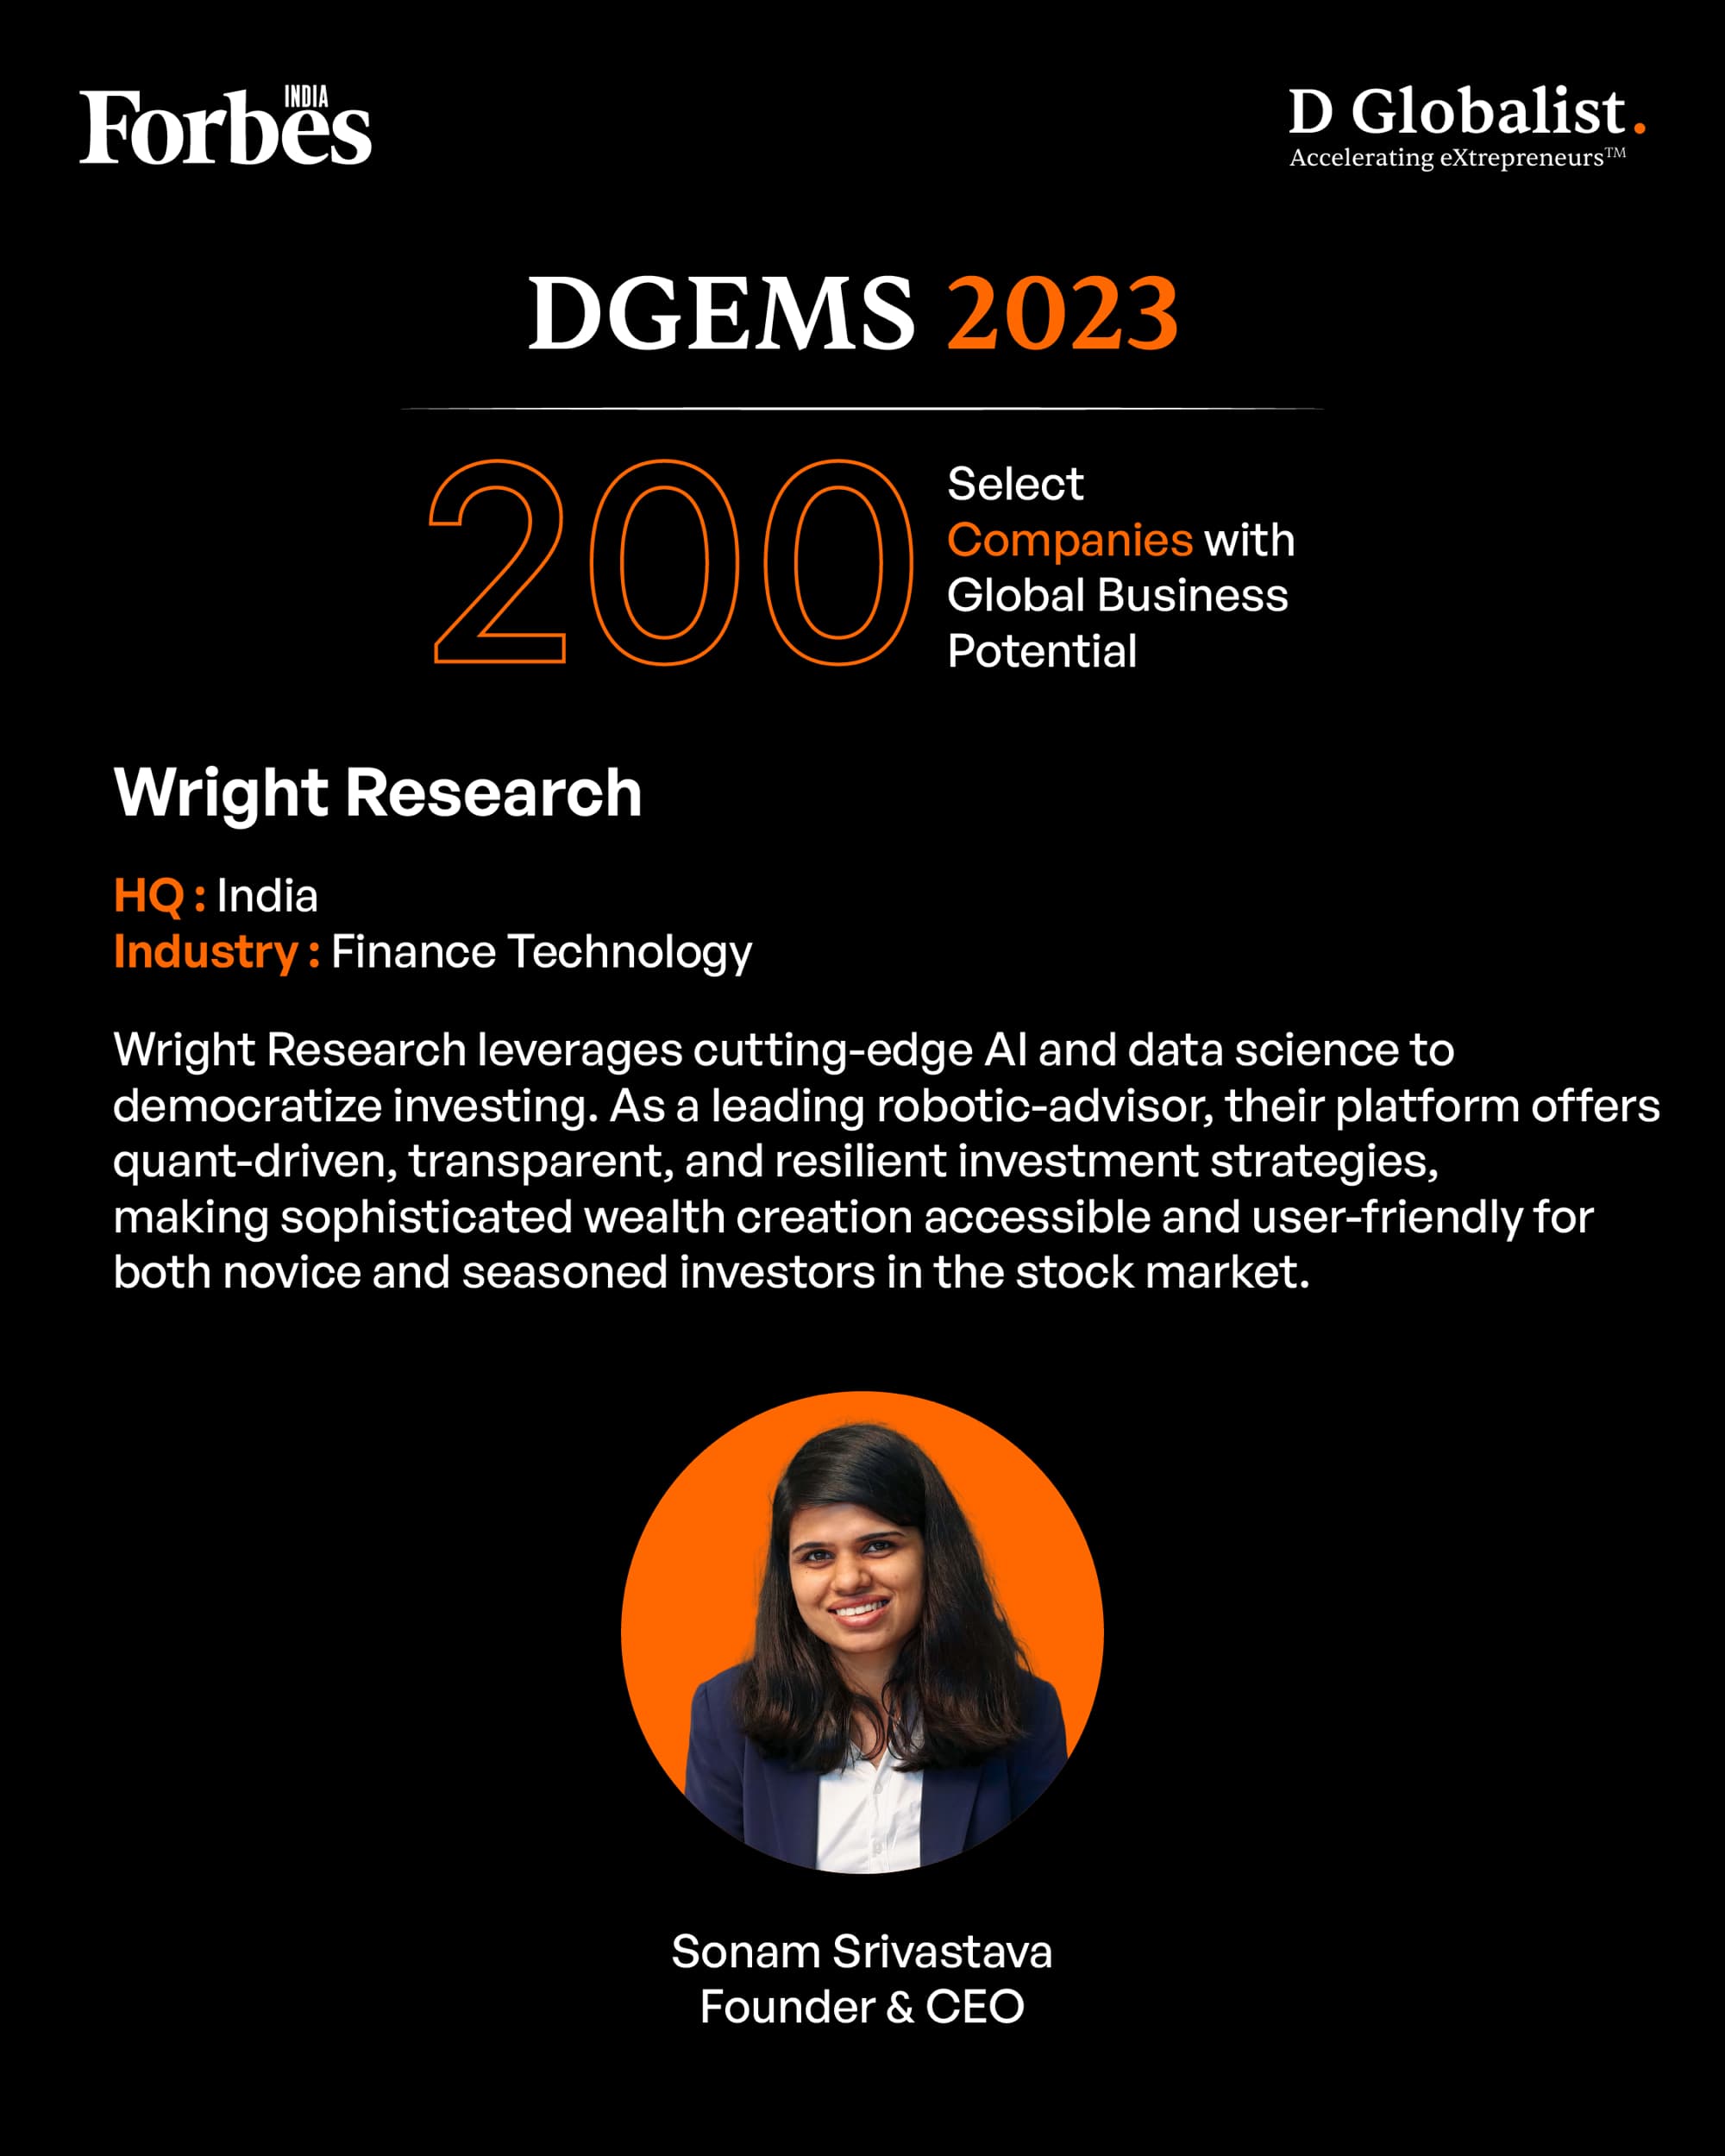 Forbes INDIA
D Globalist.
Accelerating eXtrepreneurs™
DGEMS 2023
200
Select
Companies with
Global Business
Potential
Wright Research
HQ : India
Industry : Finance Technology
Wright Research leverages cutting-edge AI and data science to
democratize investing. As a leading robotic-advisor, their platform offers
quant-driven, transparent, and resilient investment strategies,
making sophisticated wealth creation accessible and user-friendly for
both novice and seasoned investors in the stock market.
Sonam Srivastava
Founder & CEO